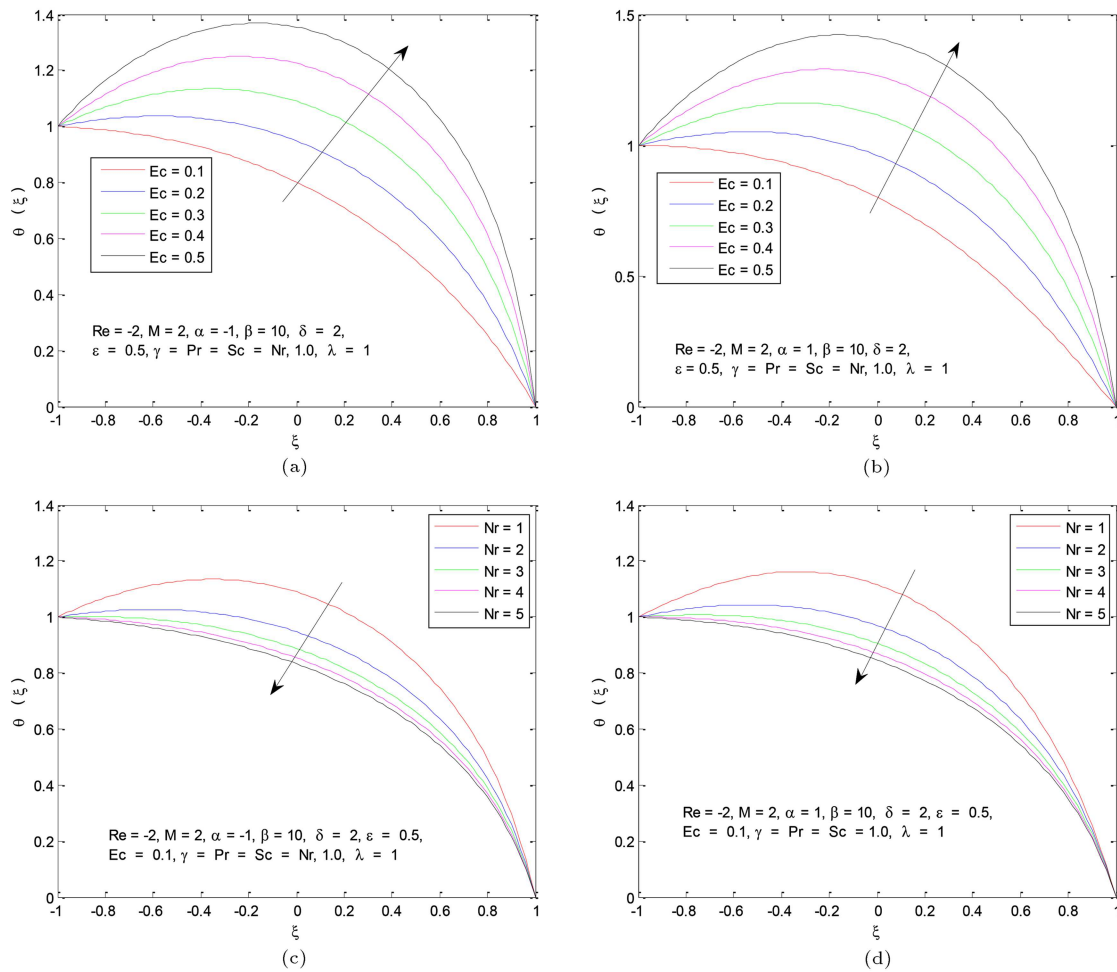 1.4
1.2
1
0.8
0.6
0.4
0.2
0
θ (ξ)
Ec = 0.1
Ec = 0.2
Ec = 0.3
Ec = 0.4
Ec = 0.5
Re = -2, M = 2, α = -1, β = 10, δ = 2,
ε = 0.5, γ = Pr = Sc = Nr, 1.0, λ = 1
-1 -0.8 -0.6 -0.4 -0.2 0 0.2 0.4 0.6 0.8 1
ξ
(a)
1.5
1
0.5
0
θ (ξ)
Ec = 0.1
Ec = 0.2
Ec = 0.3
Ec = 0.4
Ec = 0.5
Re = -2, M = 2, α = 1, β = 10, δ = 2,
ε = 0.5, γ = Pr = Sc = Nr, 1.0, λ = 1
-1 -0.8 -0.6 -0.4 -0.2 0 0.2 0.4 0.6 0.8 1
ξ
(b)
1.4
1.2
1
0.8
0.6
0.4
0.2
0
θ (ξ)
Nr = 1
Nr = 2
Nr = 3
Nr = 4
Nr = 5
Re = -2, M = 2, α = -1, β = 10, δ = 2, ε = 0.5,
Ec = 0.1, γ = Pr = Sc = Nr, 1.0, λ = 1
-1 -0.8 -0.6 -0.4 -0.2 0 0.2 0.4 0.6 0.8 1
ξ
(c)
1.4
1.2
1
0.8
0.6
0.4
0.2
0
θ (ξ)
Nr = 1
Nr = 2
Nr = 3
Nr = 4
Nr = 5
Re = -2, M = 2, α = 1, β = 10, δ = 2, ε = 0.5,
Ec = 0.1, γ = Pr = Sc = 1.0, λ = 1
-1 -0.8 -0.6 -0.4 -0.2 0 0.2 0.4 0.6 0.8 1
ξ
(d)